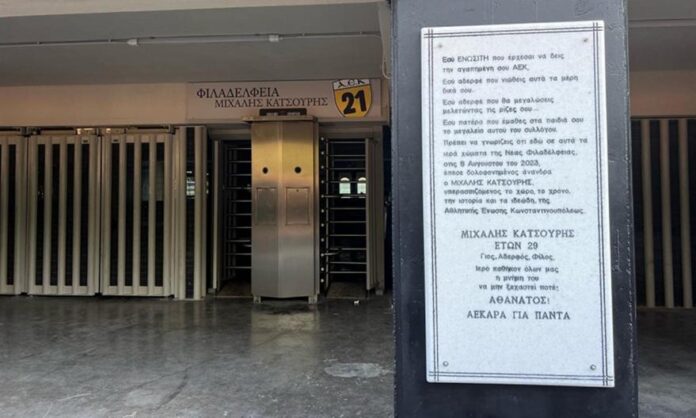 ΦΙΛΑΔΕΛΦΕΙΑ
ΜΙΧΑΛΗΣ ΚΑΤΣΟΥΡΗΣ
Α.Ε.Κ
21
Εσύ ΕΝΩΣΙΤΗ που έρχεσαι να δεις
την αγαπημένη σου ΑΕΚ,
Εσύ αδερφέ που νιώθεις αυτά τα μέρη
δικά σου...
Εσύ αδερφέ που θα μεγαλώσεις
μελετώντας τις ρίζες σου...
Εσύ πατέρα που έμαθες στα παιδιά σου
το μεγαλείο αυτού του συλλόγου.
Πρέπει να γνωρίζεις ότι εδώ σε αυτά τα
ιερά χώματα της Νέας Φιλαδέλφειας,
στις 8 Αυγούστου του 2023,
έπεσε δολοφονημένος άνανδρα
ο ΜΙΧΑΛΗΣ ΚΑΤΣΟΥΡΗΣ,
υπερασπιζόμενος το χώρο, το χρόνο,
την ιστορία και τα ιδεώδη, της
Αθλητικής Ένωσης Κωνσταντινουπόλεως.
ΜΙΧΑΛΗΣ ΚΑΤΣΟΥΡΗΣ
ΕΤΩΝ 29
Γιος, Αδερφός, Φίλος,
Ιερό καθήκον όλων μας
η μνήμη του
να μην ξεχαστεί ποτέ!
ΑΘΑΝΑΤΟΣ!
ΑΕΚΑΡΑ ΓΙΑ ΠΑΝΤΑ